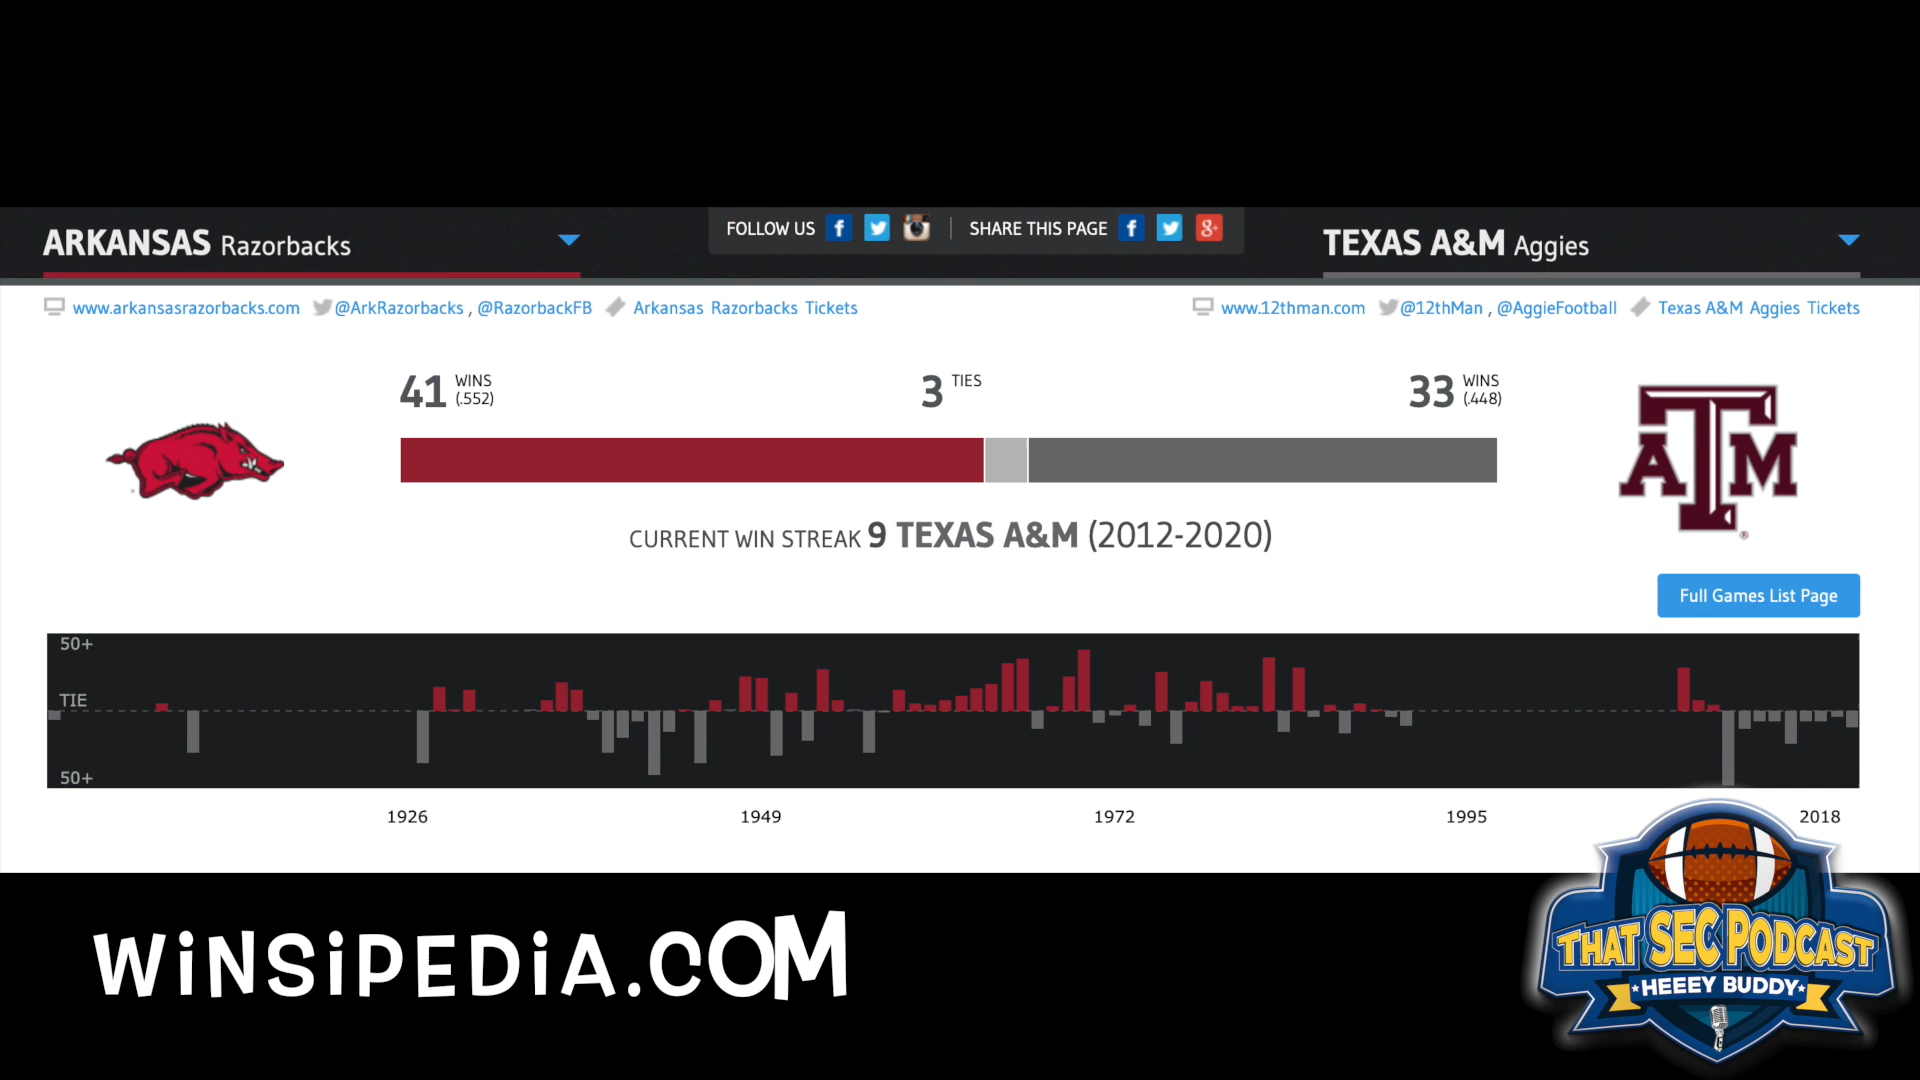 ARKANSAS Razorbacks
FOLLOW US
SHARE THIS PAGE
TEXAS A&M Aggies
www.arkansasrazorbacks.com @ArkRazorbacks , @RazorbackFB Arkansas Razorbacks Tickets
www.12thman.com @12thMan , @AggieFootball Texas A&M Aggies Tickets
41 WINS (.552)
3 TIES
33 WINS (.448)
ATM
CURRENT WIN STREAK 9 TEXAS A&M (2012-2020)
Full Games List Page
50+
TIE
50+
1926 1949 1972 1995 2018
WiNSiPEDiA.COM
THAT SEC PODCAST
HEEEY BUDDY